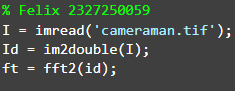 % Felix 2327250059
I = imread('cameraman.tif');
Id = im2double(I);
ft = fft2(id);